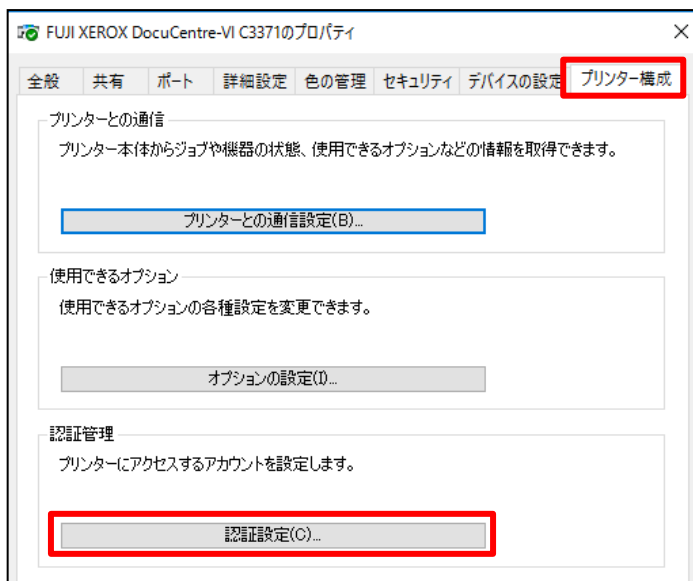 FUJI XEROX DocuCentre-VI C3371のプロパティ
全般 共有 ポート 詳細設定 色の管理 セキュリティ デバイスの設定 プリンター構成
プリンターとの通信
プリンター本体からジョブや機器の状態、使用できるオプションなどの情報を取得できます。
プリンターとの通信設定(B)...
使用できるオプション
使用できるオプションの各種設定を変更できます。
オプションの設定(I)...
認証管理
プリンターにアクセスするアカウントを設定します。
認証設定(C)...